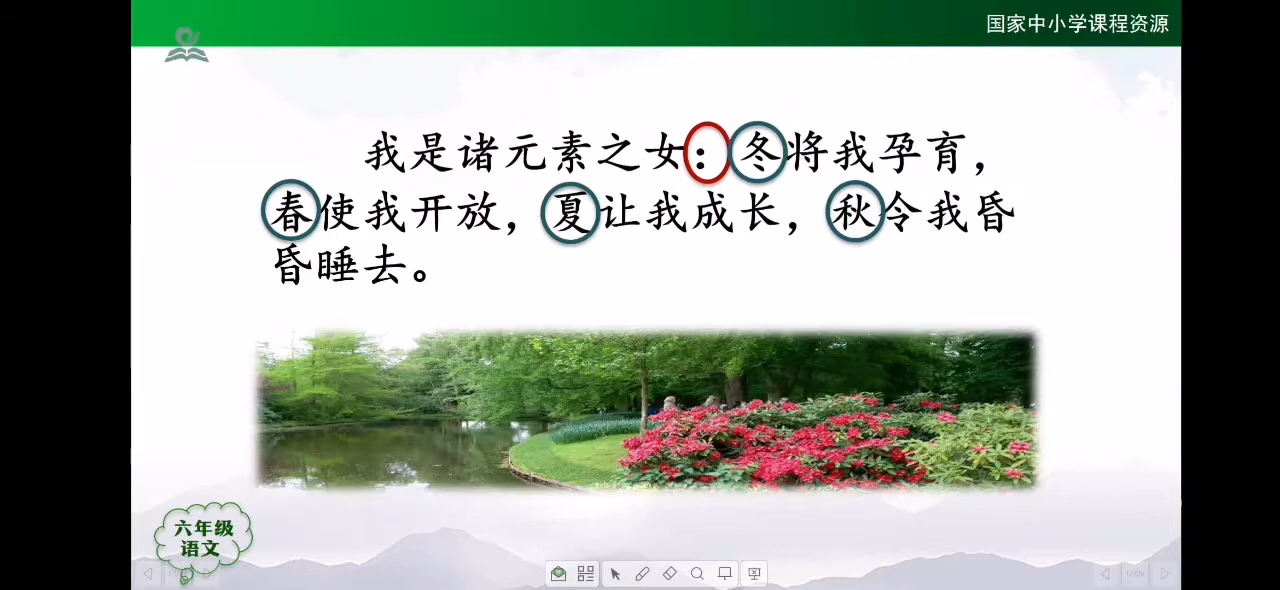 国家中小学课程资源
我是诸元素之女：冬将我孕育，
春使我开放，夏让我成长，秋令我昏
昏睡去。
六年级
语文